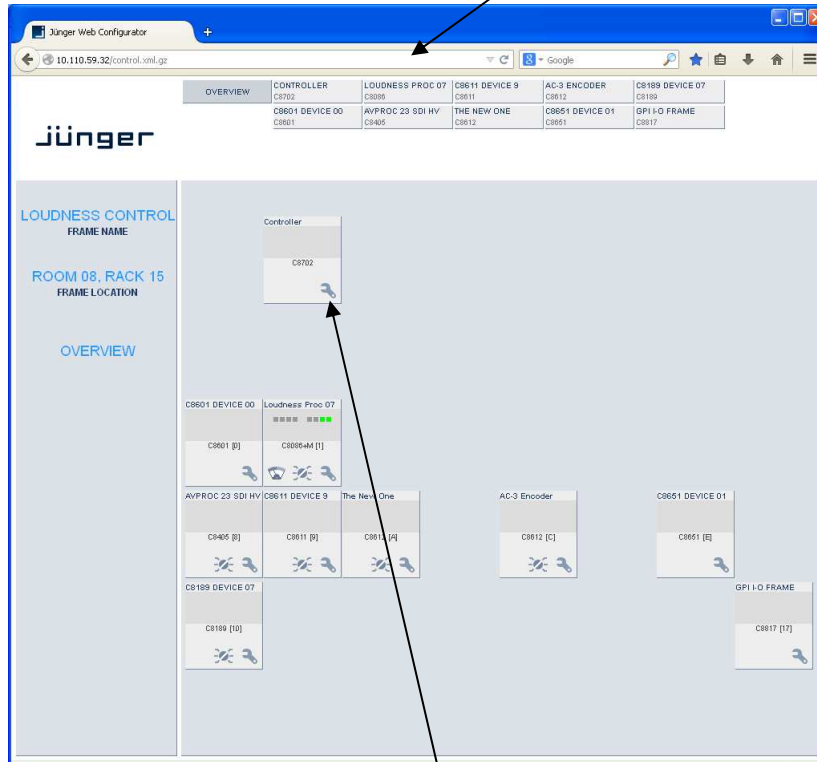 Jünger Web Configurator
10.110.59.32/control.xml.gz
Google
OVERVIEW
CONTROLLER
C8702
LOUDNESS PROC 07
C8086
C8611 DEVICE 9
C8611
AC-3 ENCODER
C8612
C8189 DEVICE 07
C8189
C8601 DEVICE 00
C8601
AVPROC 23 SDI HV
C8405
THE NEW ONE
C8612
C8651 DEVICE 01
C8651
GPI I-O FRAME
C8817
jünger
LOUDNESS CONTROL
FRAME NAME
ROOM 08, RACK 15
FRAME LOCATION
OVERVIEW
Controller
C8702
C8601 DEVICE 00
C8601 [0]
Loudness Proc 07
C8086+M [1]
AVPROC 23 SDI HV
C8405 [8]
C8611 DEVICE 9
C8611 [9]
The New One
C8612 [A]
AC-3 Encoder
C8612 [C]
C8651 DEVICE 01
C8651 [E]
C8189 DEVICE 07
C8189 [10]
GPI I-O FRAME
C8817 [17]